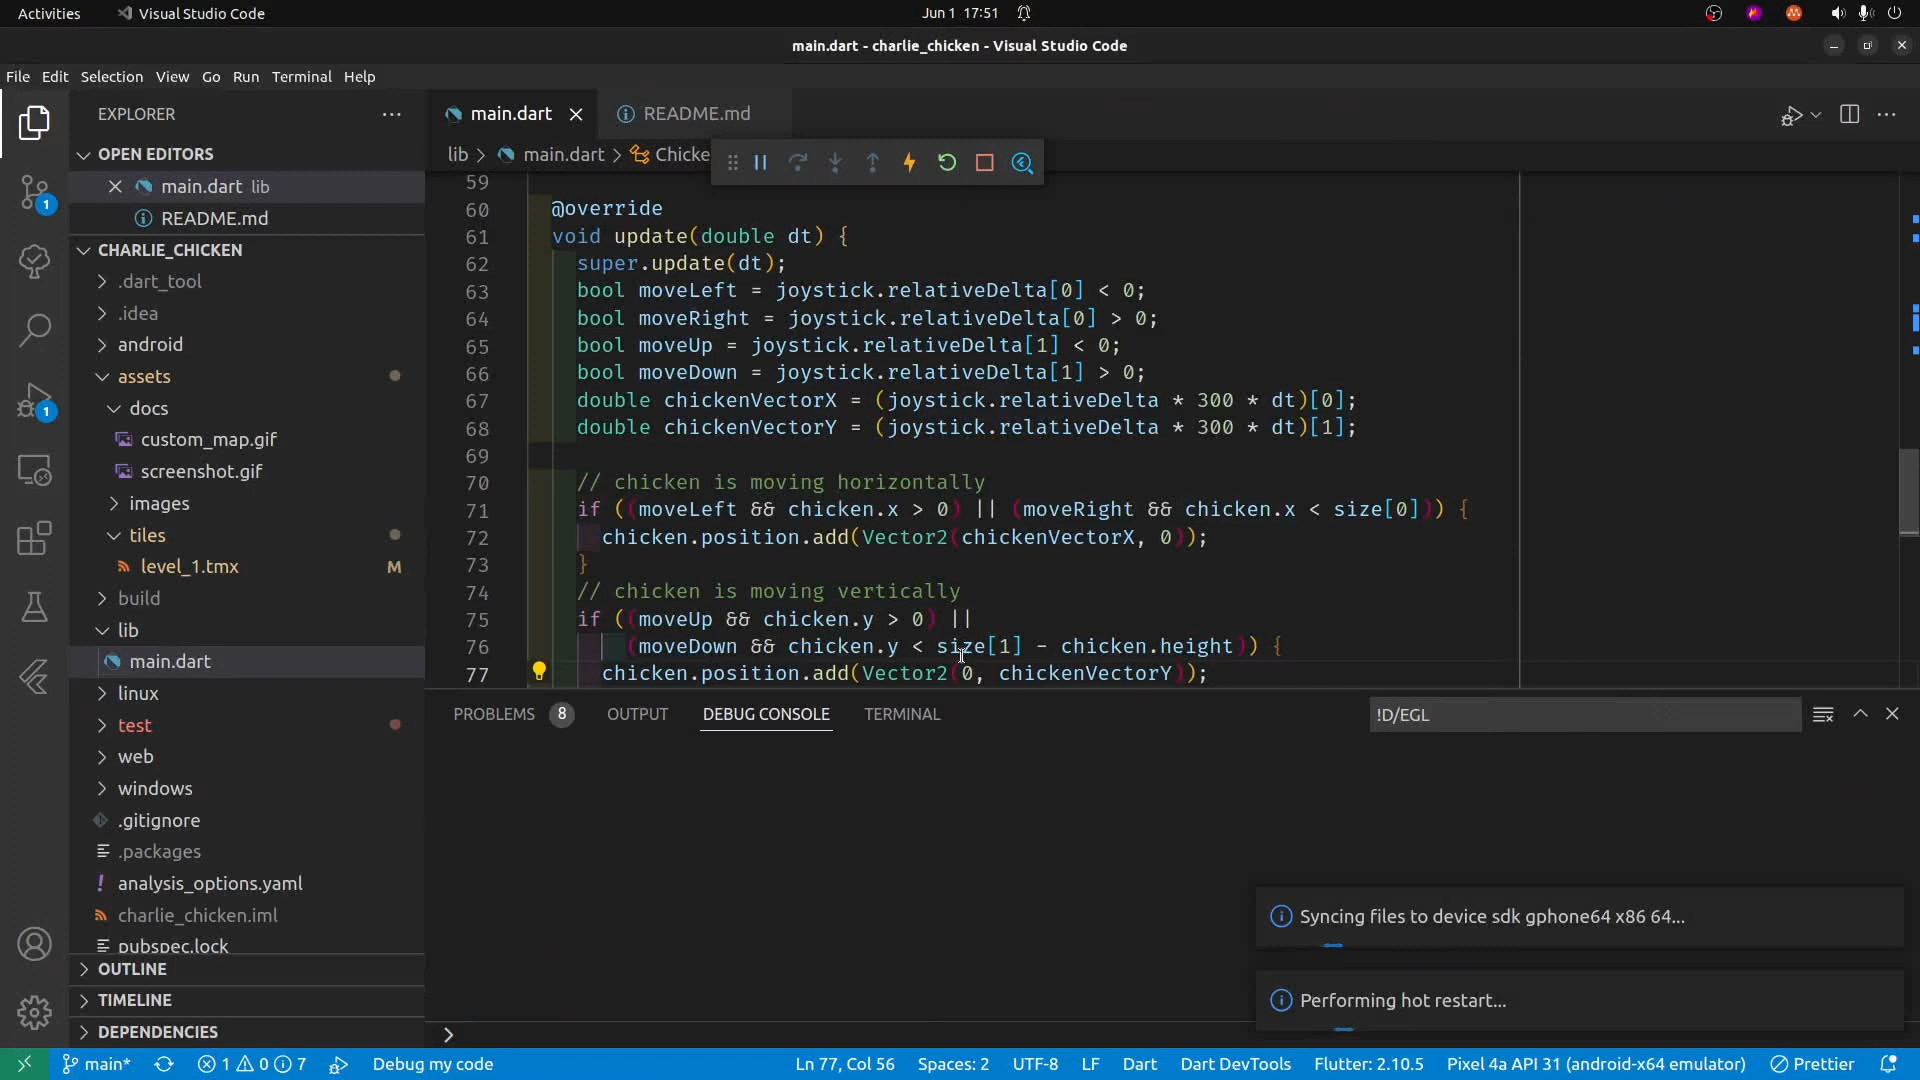 Activities
Visual Studio Code
Jun 1 17:51
main.dart - charlie_chicken - Visual Studio Code
File Edit Selection View Go Run Terminal Help
EXPLORER
OPEN EDITORS
main.dart lib
README.md
CHARLIE_CHICKEN
.dart_tool
.idea
android
assets
docs
custom_map.gif
screenshot.gif
images
tiles
level_1.tmx M
build
lib
main.dart
linux
test
web
windows
.gitignore
.packages
analysis_options.yaml
charlie_chicken.iml
pubspec.lock
OUTLINE
TIMELINE
DEPENDENCIES
1
1
main.dart
README.md
lib > main.dart > Chicke
59
60 @override
61 void update(double dt) {
62 super.update(dt);
63 bool moveLeft = joystick.relativeDelta[0] < 0;
64 bool moveRight = joystick.relativeDelta[0] > 0;
65 bool moveUp = joystick.relativeDelta[1] < 0;
66 bool moveDown = joystick.relativeDelta[1] > 0;
67 double chickenVectorX = (joystick.relativeDelta * 300 * dt)[0];
68 double chickenVectorY = (joystick.relativeDelta * 300 * dt)[1];
69
70 // chicken is moving horizontally
71 if ((moveLeft && chicken.x > 0) || (moveRight && chicken.x < size[0])) {
72 chicken.position.add(Vector2(chickenVectorX, 0));
73 }
74 // chicken is moving vertically
75 if ((moveUp && chicken.y > 0) ||
76 (moveDown && chicken.y < size[1] - chicken.height)) {
77 chicken.position.add(Vector2(0, chickenVectorY));
PROBLEMS 8 OUTPUT DEBUG CONSOLE TERMINAL
!D/EGL
Syncing files to device sdk gphone64 x86 64...
Performing hot restart...
main* 1 0 7 Debug my code
Ln 77, Col 56 Spaces: 2 UTF-8 LF Dart Dart DevTools Flutter: 2.10.5 Pixel 4a API 31 (android-x64 emulator) Prettier